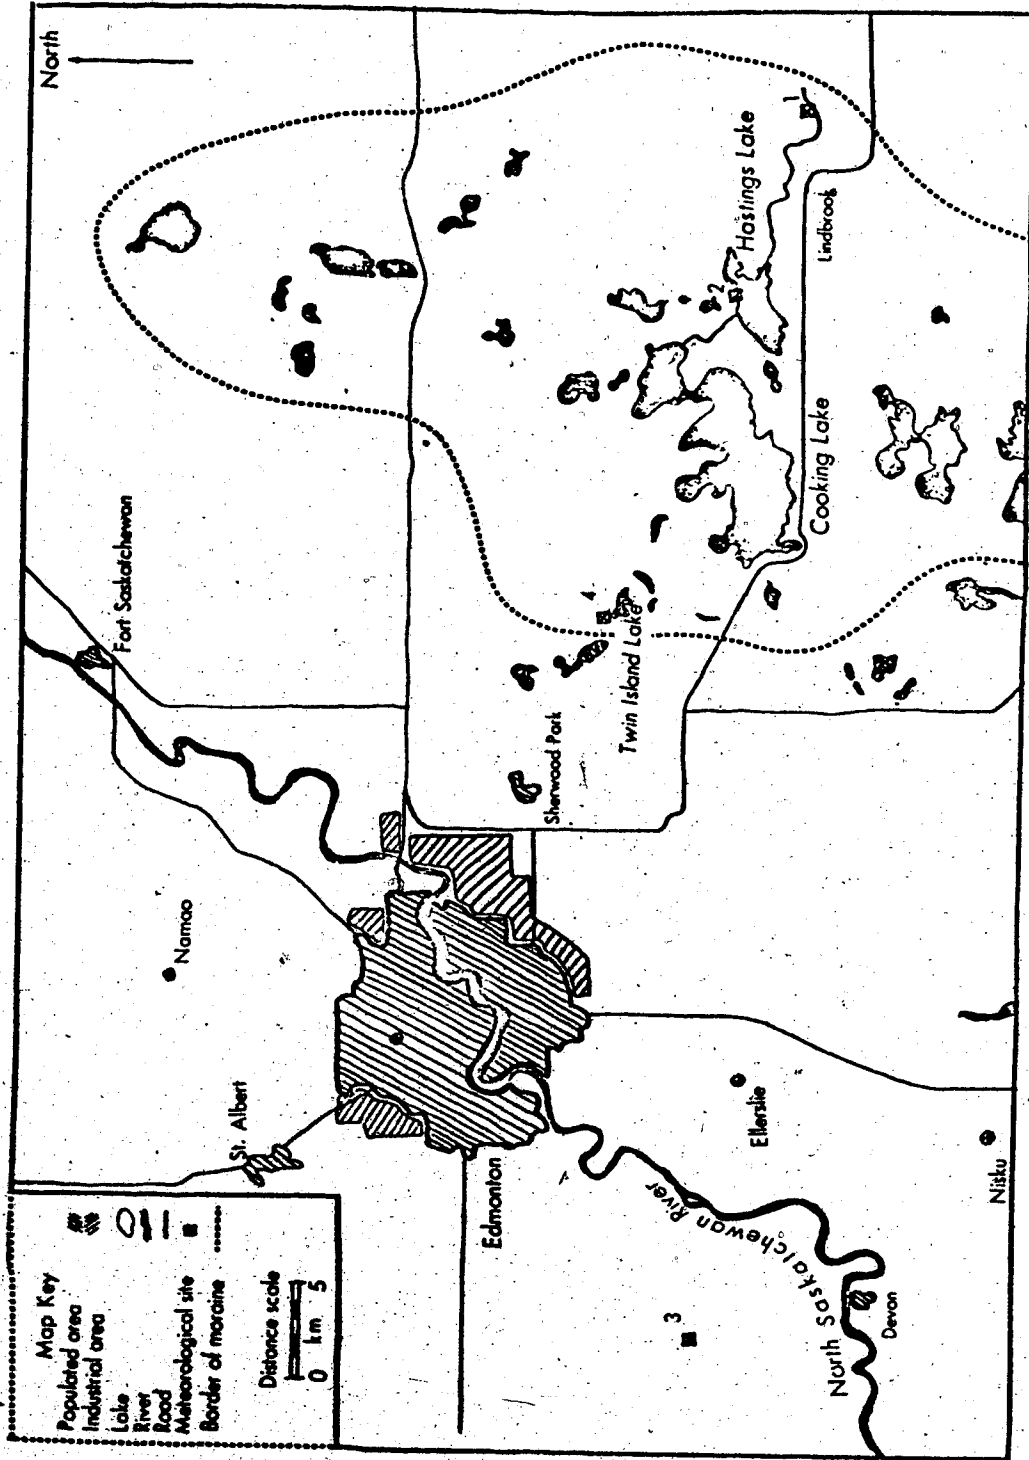 Map Key
Populated area
Industrial area
Lake
River
Road
Meteorological site
Border of moraine
Distance scale
0 km 5
North
St. Albert
Namao
Fort Saskatchewan
Edmonton
Sherwood Park
Twin Island Lake
4
Cooking Lake
2
Hastings Lake
1
Lindbrook
Ellerslie
3
North Saskatchewan River
Devon
Nisku